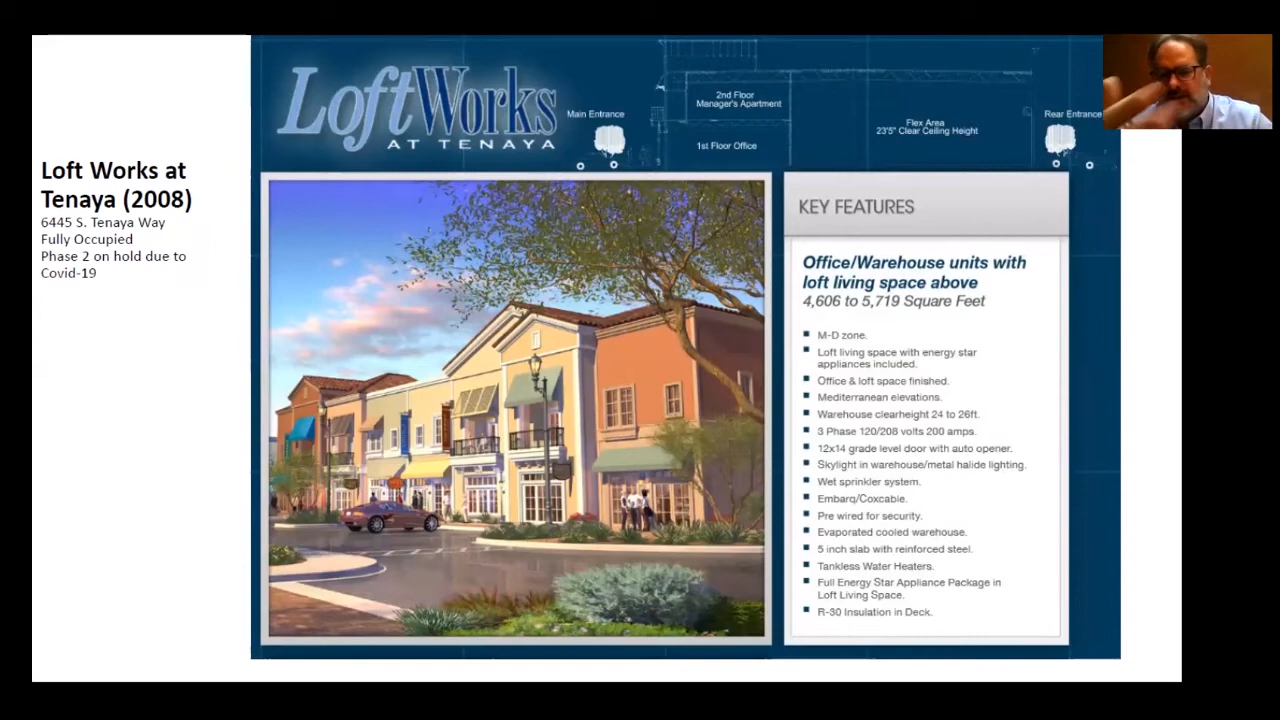 Loft Works at
Tenaya (2008)
6445 S. Tenaya Way
Fully Occupied
Phase 2 on hold due to
Covid-19
LoftWorks
AT TENAYA
Main Entrance
2nd Floor
Manager's Apartment
1st Floor Office
Flex Area
23'5" Clear Ceiling Height
Rear Entrance
KEY FEATURES
Office/Warehouse units with
loft living space above
4,606 to 5,719 Square Feet
M-D zone.
Loft living space with energy star
appliances included.
Office & loft space finished.
Mediterranean elevations.
Warehouse clearheight 24 to 26ft.
3 Phase 120/208 volts 200 amps.
12x14 grade level door with auto opener.
Skylight in warehouse/metal halide lighting.
Wet sprinkler system.
Embarq/Coxcable.
Pre wired for security.
Evaporated cooled warehouse.
5 inch slab with reinforced steel.
Tankless Water Heaters.
Full Energy Star Appliance Package in
Loft Living Space.
R-30 Insulation in Deck.